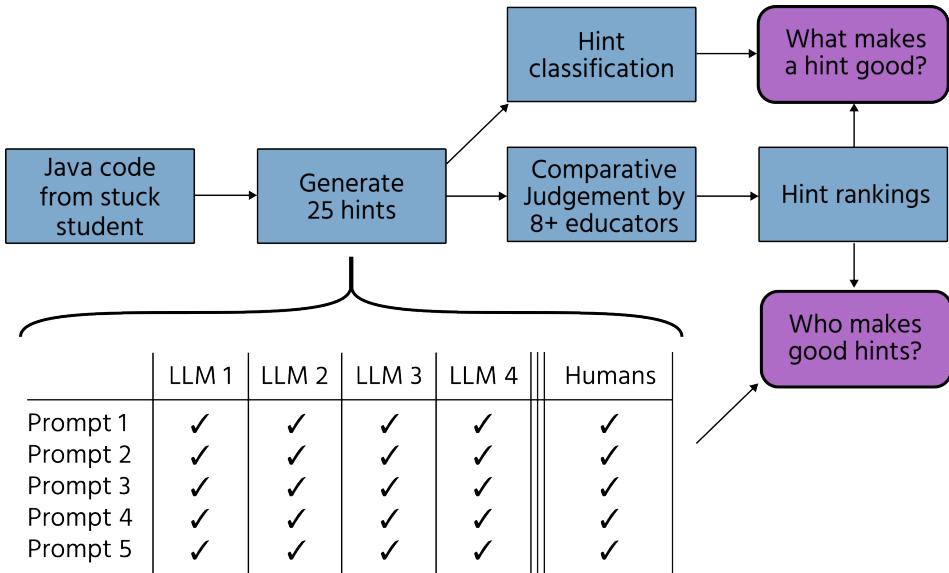 Hint
classification
What makes
a hint good?
Java code
from stuck
student
Generate
25 hints
Comparative
Judgement by
8+ educators
Hint rankings
Who makes
good hints?
LLM 1 LLM 2 LLM 3 LLM 4 Humans
Prompt 1 ✓ ✓ ✓ ✓ ✓
Prompt 2 ✓ ✓ ✓ ✓ ✓
Prompt 3 ✓ ✓ ✓ ✓ ✓
Prompt 4 ✓ ✓ ✓ ✓ ✓
Prompt 5 ✓ ✓ ✓ ✓ ✓